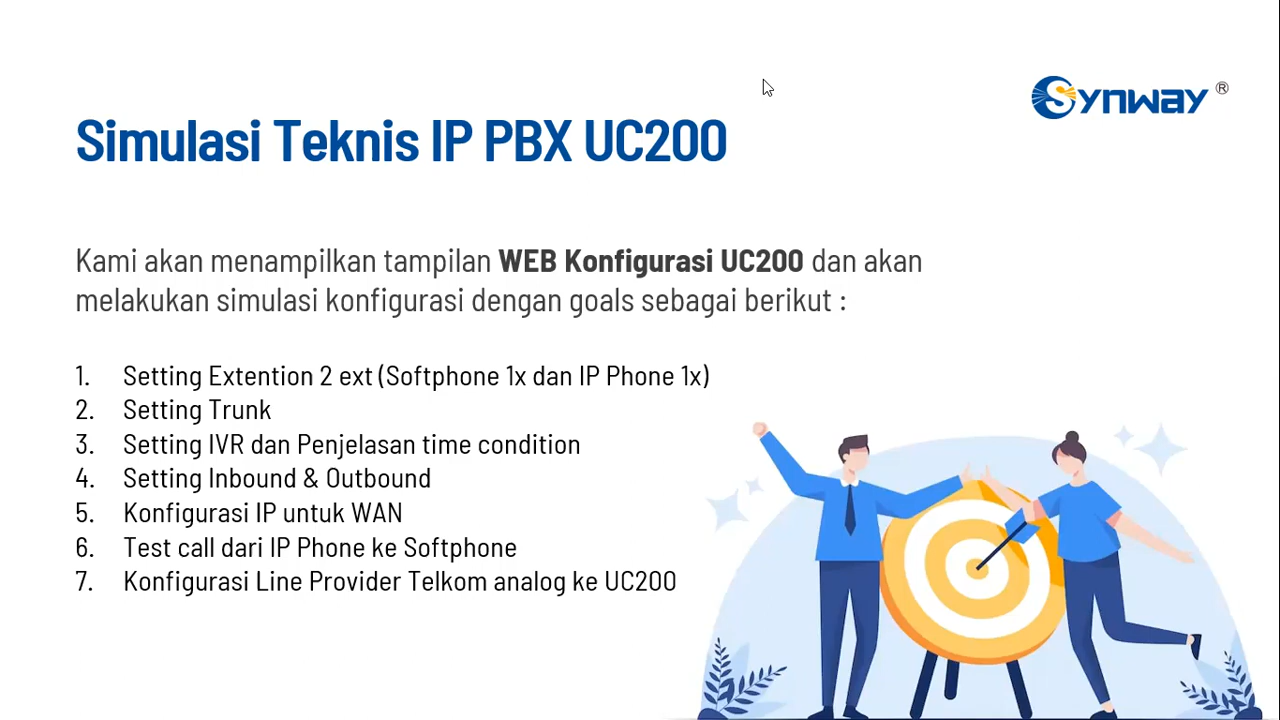 Synway ®
Simulasi Teknis IP PBX UC200
Kami akan menampilkan tampilan WEB Konfigurasi UC200 dan akan
melakukan simulasi konfigurasi dengan goals sebagai berikut :
1. Setting Extention 2 ext (Softphone 1x dan IP Phone 1x)
2. Setting Trunk
3. Setting IVR dan Penjelasan time condition
4. Setting Inbound & Outbound
5. Konfigurasi IP untuk WAN
6. Test call dari IP Phone ke Softphone
7. Konfigurasi Line Provider Telkom analog ke UC200